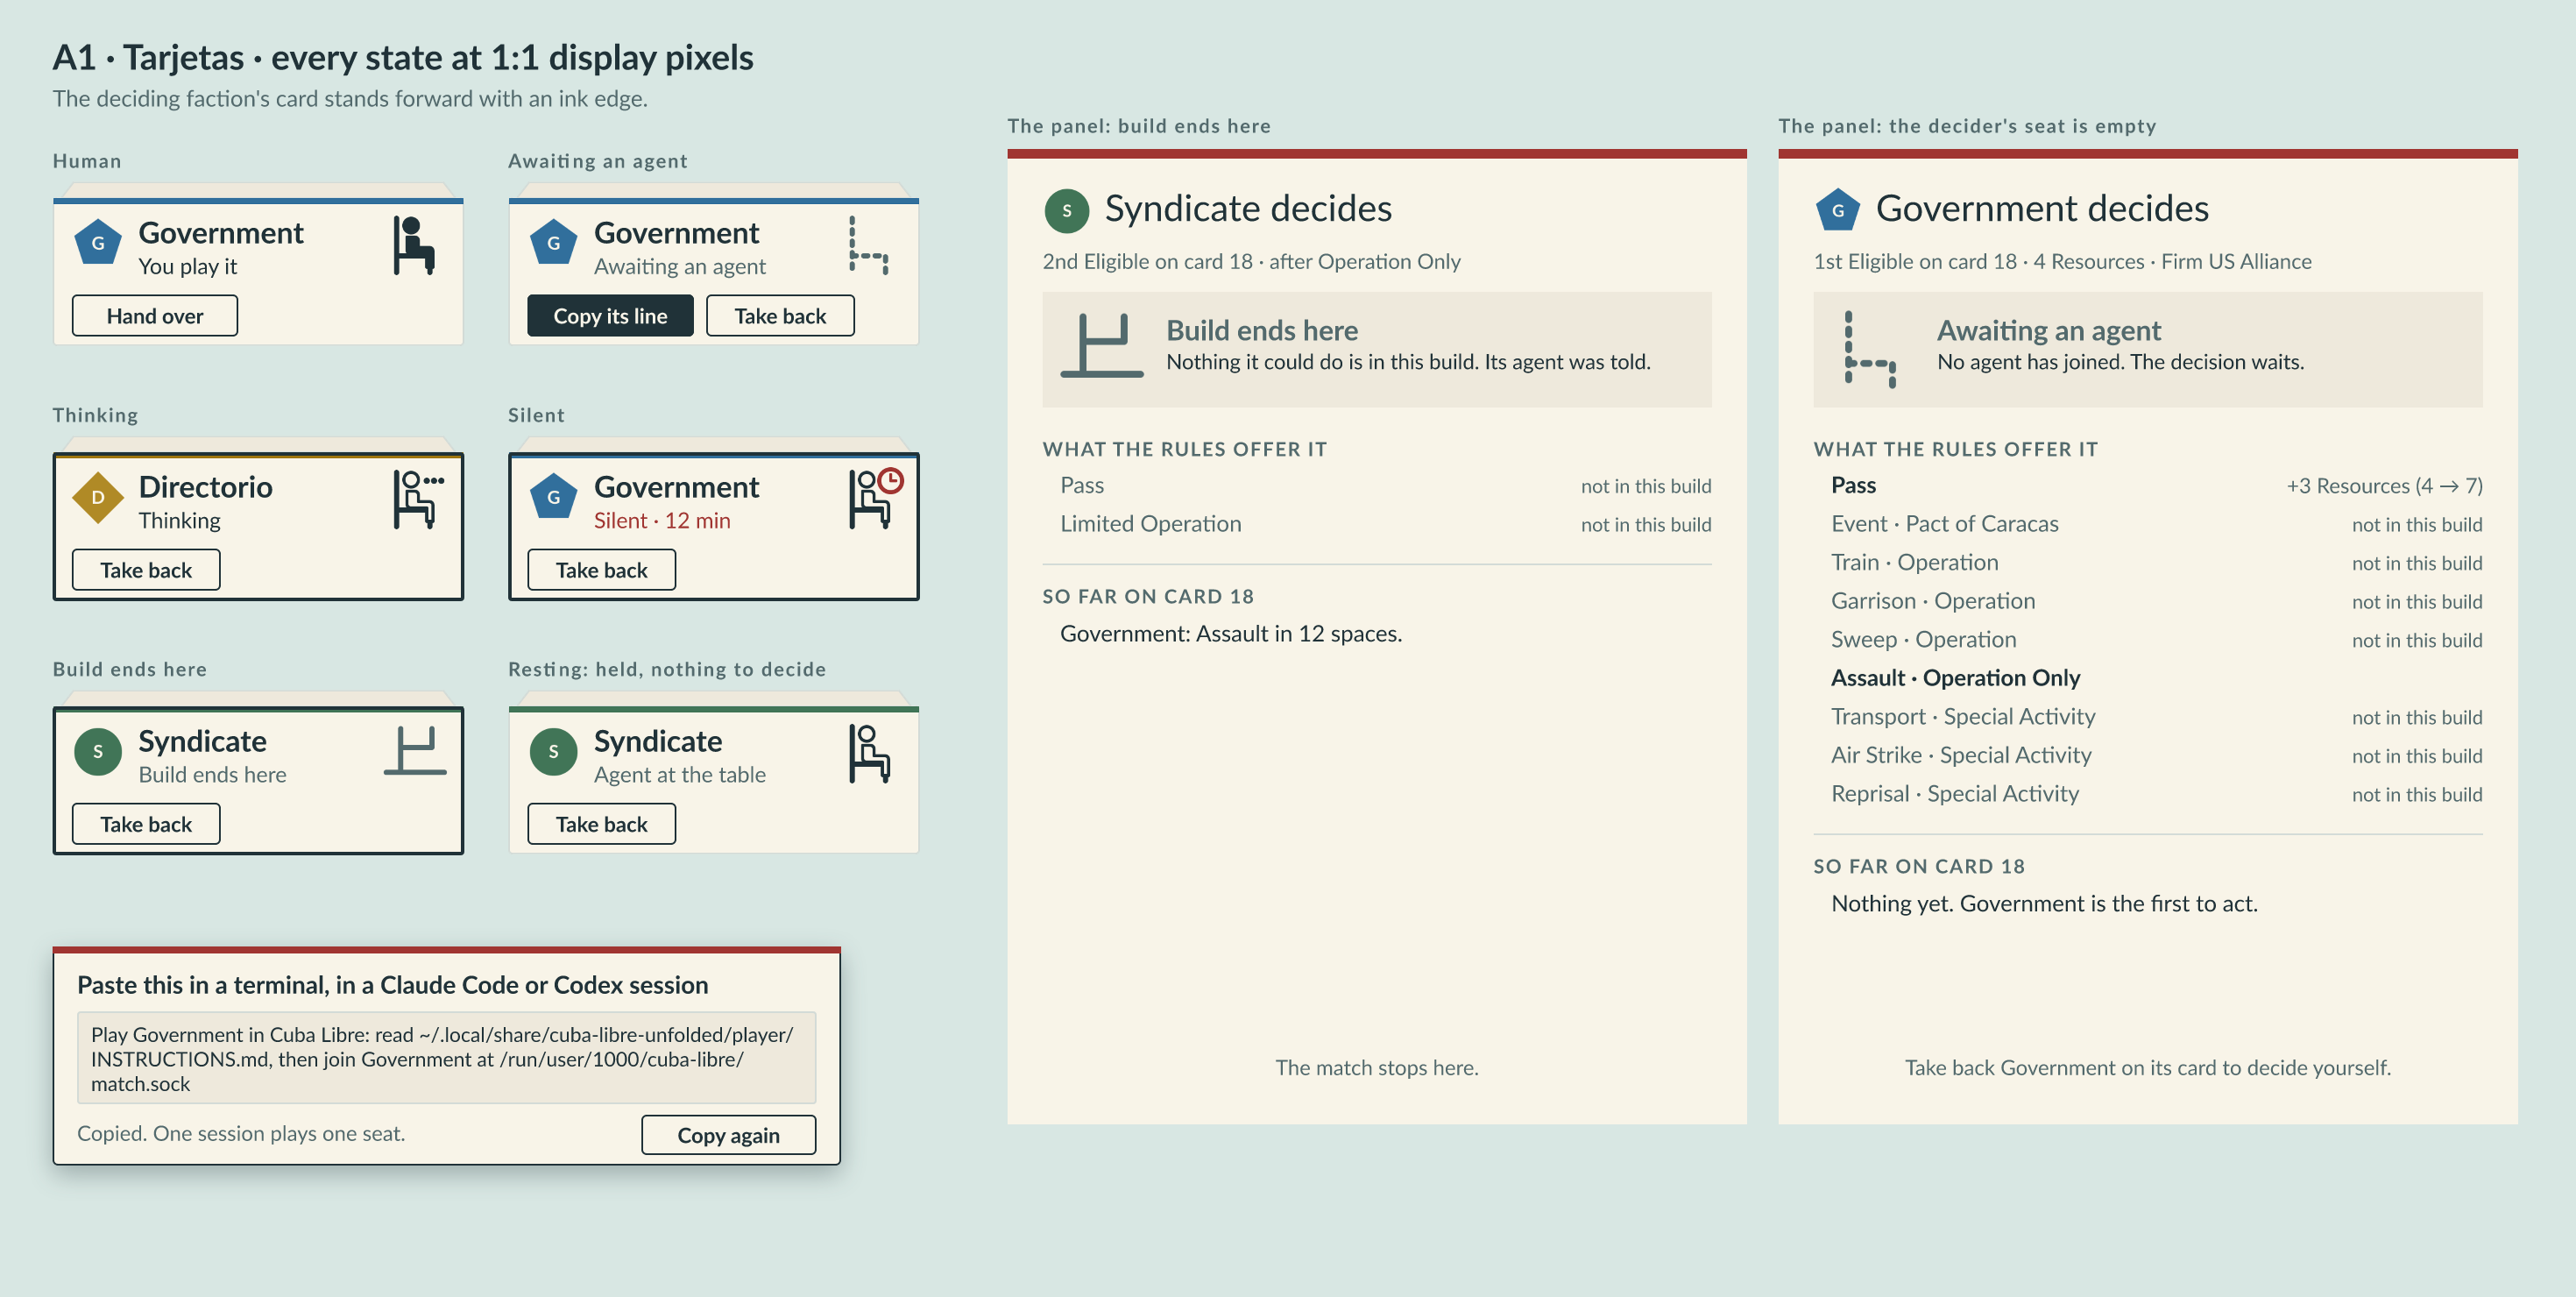 A1 · Tarjetas · every state at 1:1 display pixels
The deciding faction's card stands forward with an ink edge.
Human
G
Government
You play it
Hand over
Awaiting an agent
G
Government
Awaiting an agent
Copy its line
Take back
Thinking
D
Directorio
Thinking
Take back
Silent
G
Government
Silent · 12 min
Take back
Build ends here
S
Syndicate
Build ends here
Take back
Resting: held, nothing to decide
S
Syndicate
Agent at the table
Take back
Paste this in a terminal, in a Claude Code or Codex session
Play Government in Cuba Libre: read ~/.local/share/cuba-libre-unfolded/player/
INSTRUCTIONS.md, then join Government at /run/user/1000/cuba-libre/
match.sock
Copied. One session plays one seat.
Copy again
The panel: build ends here
S
Syndicate decides
2nd Eligible on card 18 · after Operation Only
Build ends here
Nothing it could do is in this build. Its agent was told.
WHAT THE RULES OFFER IT
Pass not in this build
Limited Operation not in this build
SO FAR ON CARD 18
Government: Assault in 12 spaces.
The match stops here.
The panel: the decider's seat is empty
G
Government decides
1st Eligible on card 18 · 4 Resources · Firm US Alliance
Awaiting an agent
No agent has joined. The decision waits.
WHAT THE RULES OFFER IT
Pass +3 Resources (4 → 7)
Event · Pact of Caracas not in this build
Train · Operation not in this build
Garrison · Operation not in this build
Sweep · Operation not in this build
Assault · Operation Only
Transport · Special Activity not in this build
Air Strike · Special Activity not in this build
Reprisal · Special Activity not in this build
SO FAR ON CARD 18
Nothing yet. Government is the first to act.
Take back Government on its card to decide yourself.